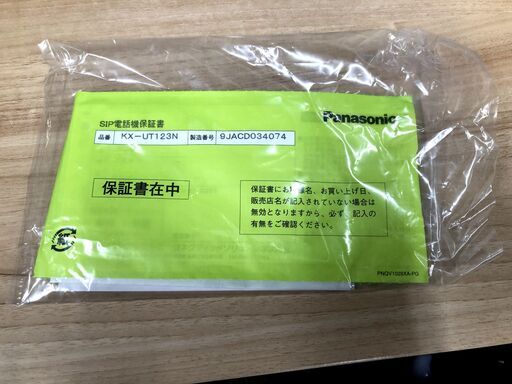 SIP電話機保証書
Panasonic
品番 KX-UT123N 製造番号 9JACD034074
保証書在中
保証書にお客様名、お買い上げ日、
販売店名が記入されていない場合は
無効となりますから、必ず、記入の
有無をご確認ください。
PNQV1028XA-PG